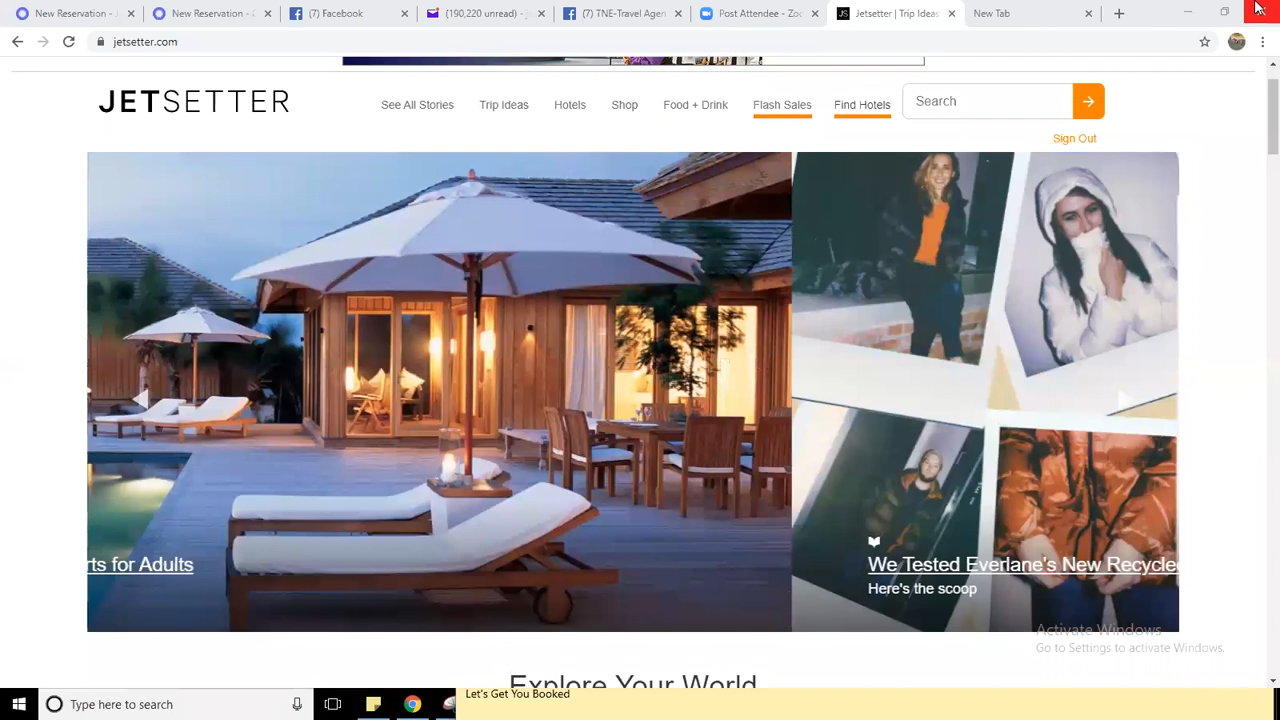 New Reservation -
New Reservation -
(7) Facebook
(190,220 unread) -
(7) TNE-Travel Agen
Post Attendee - Zoo
JS
Jetsetter | Trip Ideas
New Tab
jetsetter.com
JETSETTER
See All Stories
Trip Ideas
Hotels
Shop
Food + Drink
Flash Sales
Find Hotels
Search
Sign Out
rts for Adults
We Tested Everlane's New Recycled
Here's the scoop
Activate Windows
Go to Settings to activate Windows.
Explore Your World
Type here to search
Let's Get You Booked